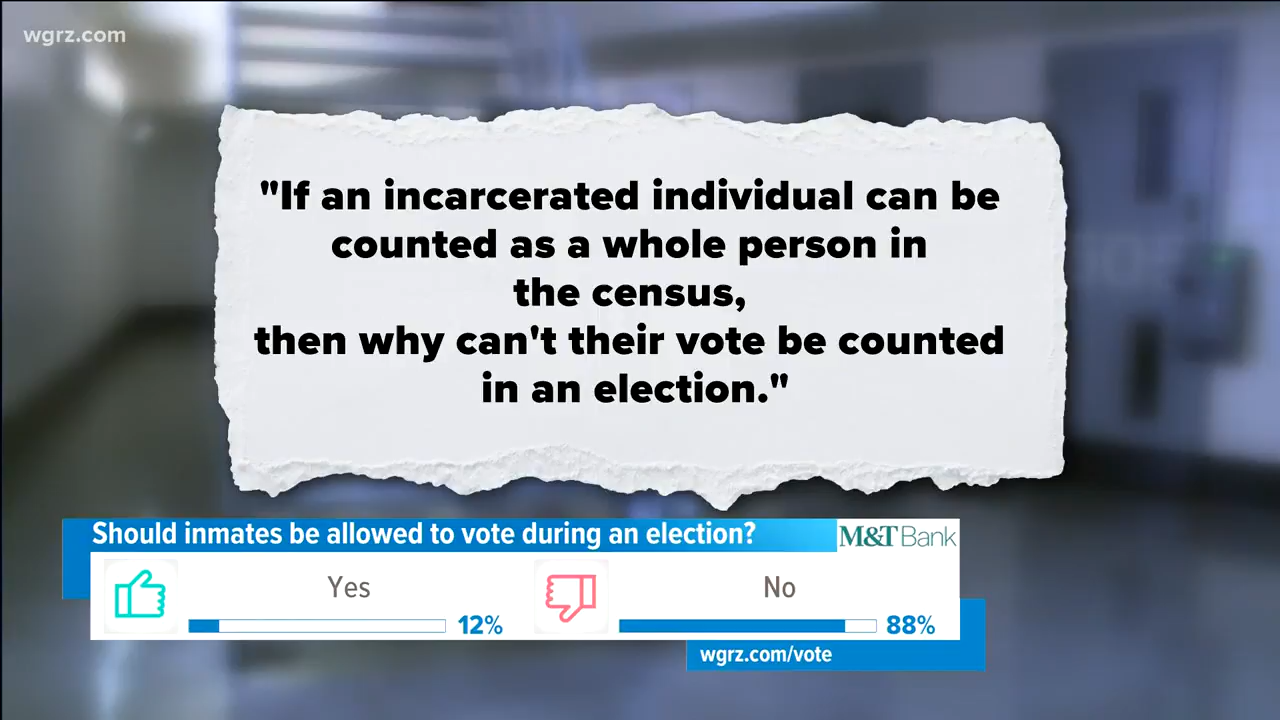 wgrz.com
"If an incarcerated individual can be
counted as a whole person in
the census,
then why can't their vote be counted
in an election."
Should inmates be allowed to vote during an election?
M&T Bank
Yes
12%
No
88%
wgrz.com/vote